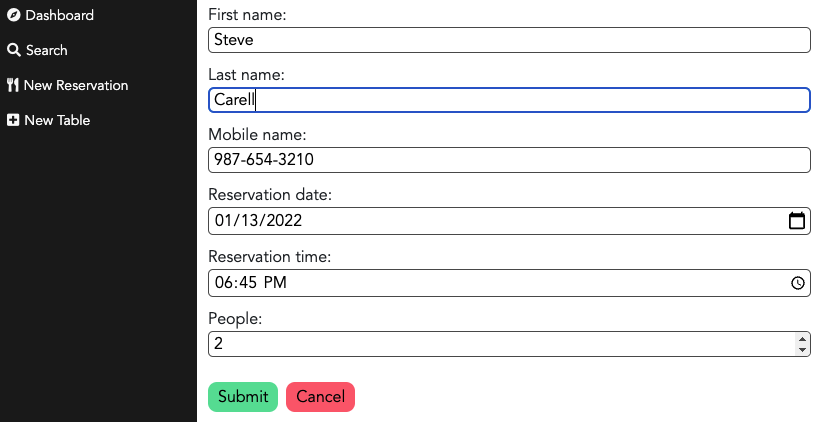 Dashboard
Search
New Reservation
New Table
First name:
Steve
Last name:
Carell
Mobile name:
987-654-3210
Reservation date:
01/13/2022
Reservation time:
06:45 PM
People:
2
Submit
Cancel